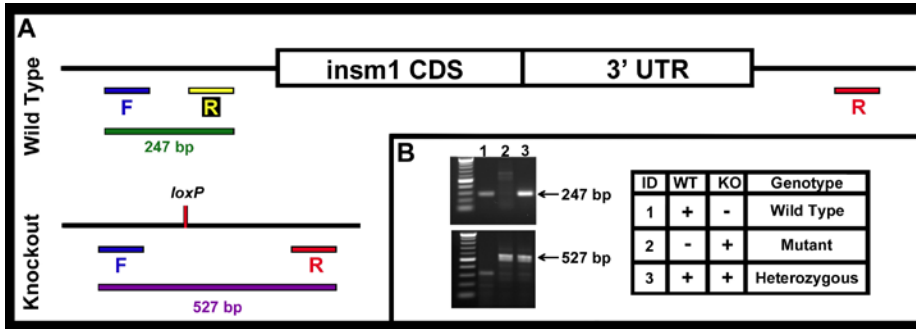 A
Wild Type
insm1 CDS
3' UTR
F
R
R
247 bp
Knockout
loxP
F
R
527 bp
B
1 2 3
247 bp
527 bp
ID WT KO Genotype
1 + - Wild Type
2 - + Mutant
3 + + Heterozygous